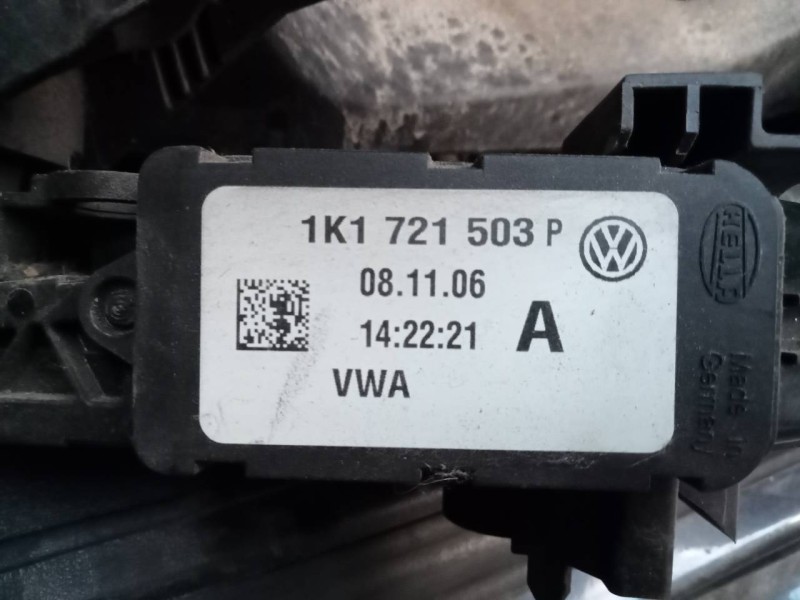 1K1 721 503 P
08.11.06
14:22:21 A
VWA
HELLA
Made in
Germany